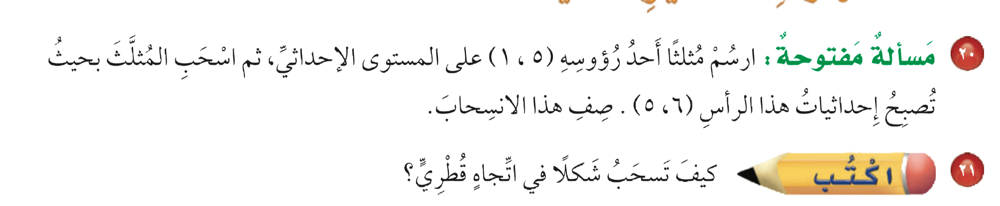 ٢٠ مَسألةٌ مَفتوحةٌ : ارسُمْ مُثلثًا أَحدُ رُؤوسِهِ (٥ ، ١) على المستوى الإحداثيِّ، ثم اسْحَبِ المُثلَّثَ بحيثُ
تُصبِحُ إِحداثياتُ هذا الرأسِ (٦، ٥) . صِفِ هذا الانسِحابَ.
٢١ اكْتُب كيفَ تَسحَبُ شَكلًا في اتِّجاهٍ قُطْرِيٍّ؟